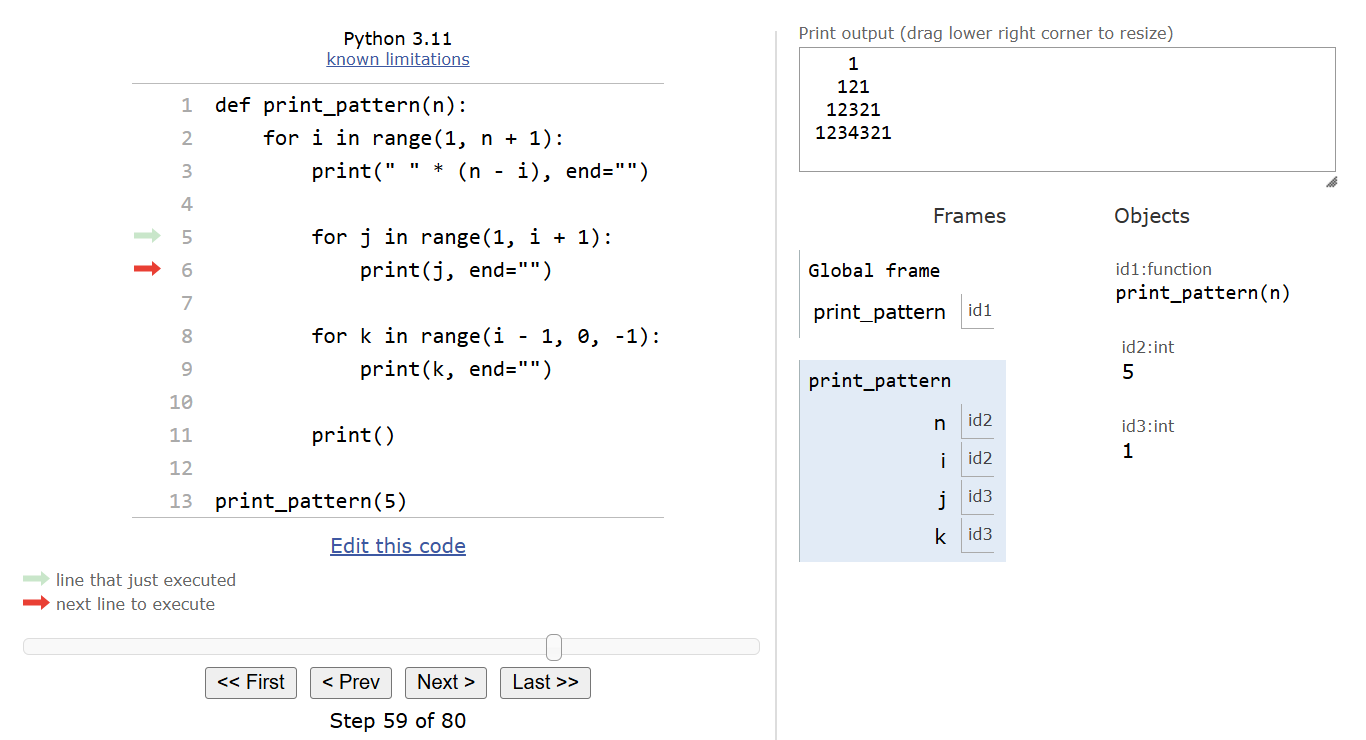 Python 3.11
known limitations
1 def print_pattern(n):
2     for i in range(1, n + 1):
3         print(" " * (n - i), end="")
4
5         for j in range(1, i + 1):
6             print(j, end="")
7
8         for k in range(i - 1, 0, -1):
9             print(k, end="")
10
11         print()
12
13 print_pattern(5)
Edit this code
line that just executed
next line to execute
<< First < Prev Next > Last >>
Step 59 of 80
Print output (drag lower right corner to resize)
    1
   121
  12321
 1234321
Frames Objects
Global frame
print_pattern id1
print_pattern
n id2
i id2
j id3
k id3
id1:function
print_pattern(n)
id2:int
5
id3:int
1